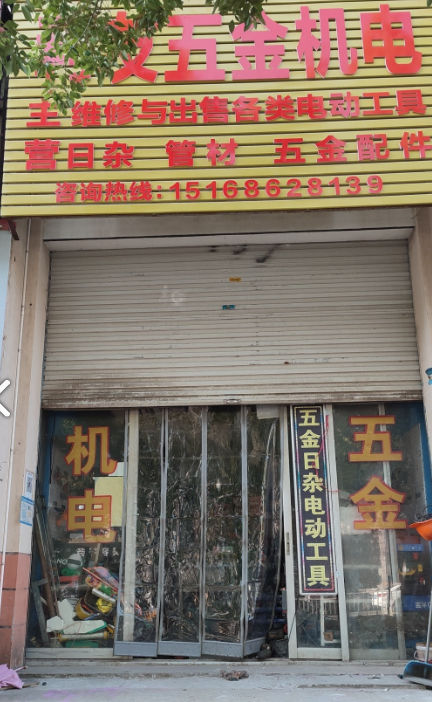 五金机电
主 维修与出售各类电动工具
营 日杂 管材 五金配件
咨询热线:15168628139
机电
五金日杂电动工具
五金